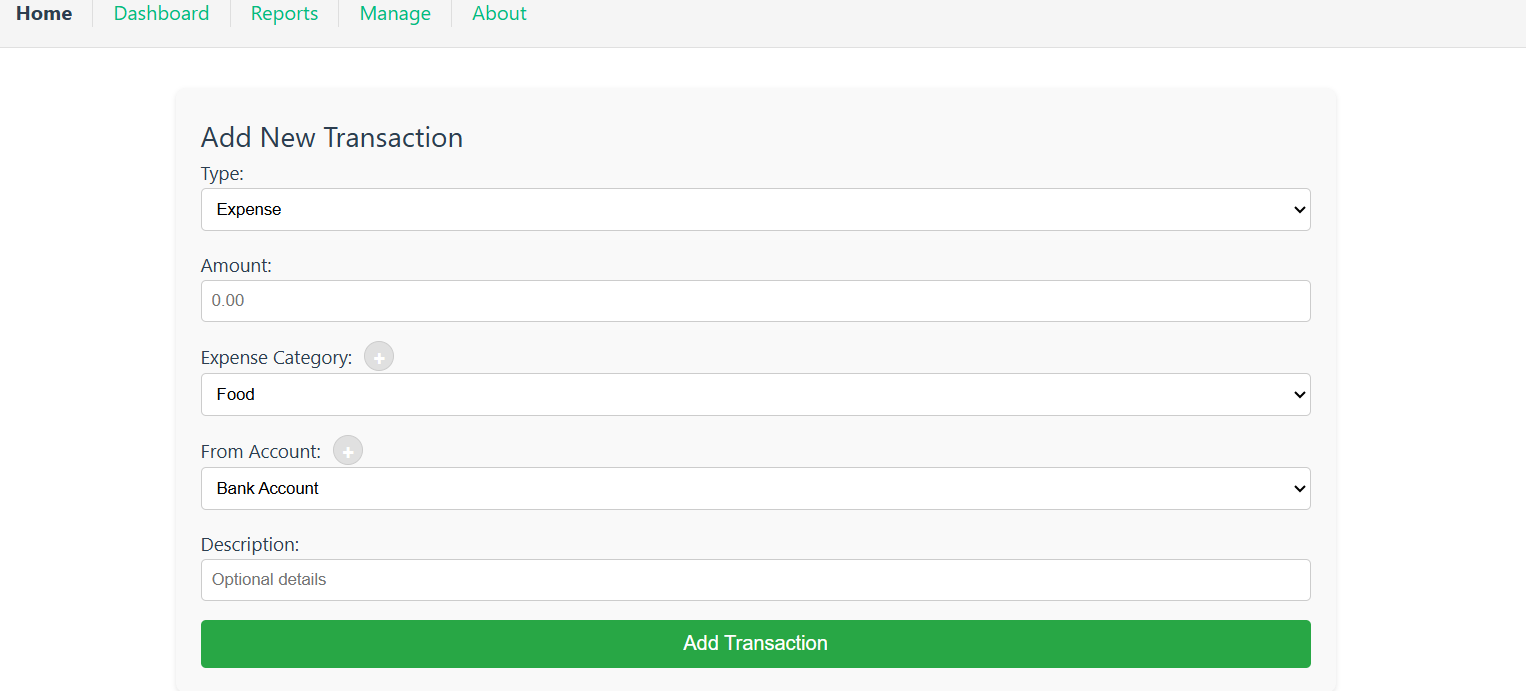 Home Dashboard Reports Manage About
Add New Transaction
Type:
Expense
Amount:
0.00
Expense Category: +
Food
From Account: +
Bank Account
Description:
Optional details
Add Transaction